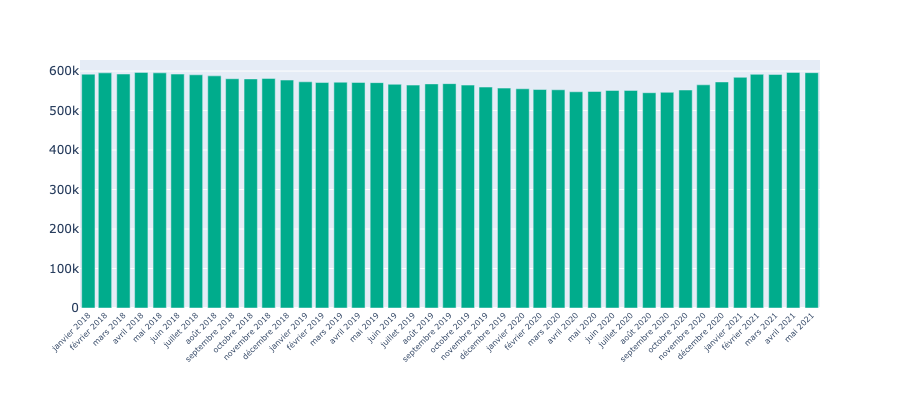 600k
500k
400k
300k
200k
100k
0
janvier 2018
février 2018
mars 2018
avril 2018
mai 2018
juin 2018
juillet 2018
août 2018
septembre 2018
octobre 2018
novembre 2018
décembre 2018
janvier 2019
février 2019
mars 2019
avril 2019
mai 2019
juin 2019
juillet 2019
août 2019
septembre 2019
octobre 2019
novembre 2019
décembre 2019
janvier 2020
février 2020
mars 2020
avril 2020
mai 2020
juin 2020
juillet 2020
août 2020
septembre 2020
octobre 2020
novembre 2020
décembre 2020
janvier 2021
février 2021
mars 2021
avril 2021
mai 2021